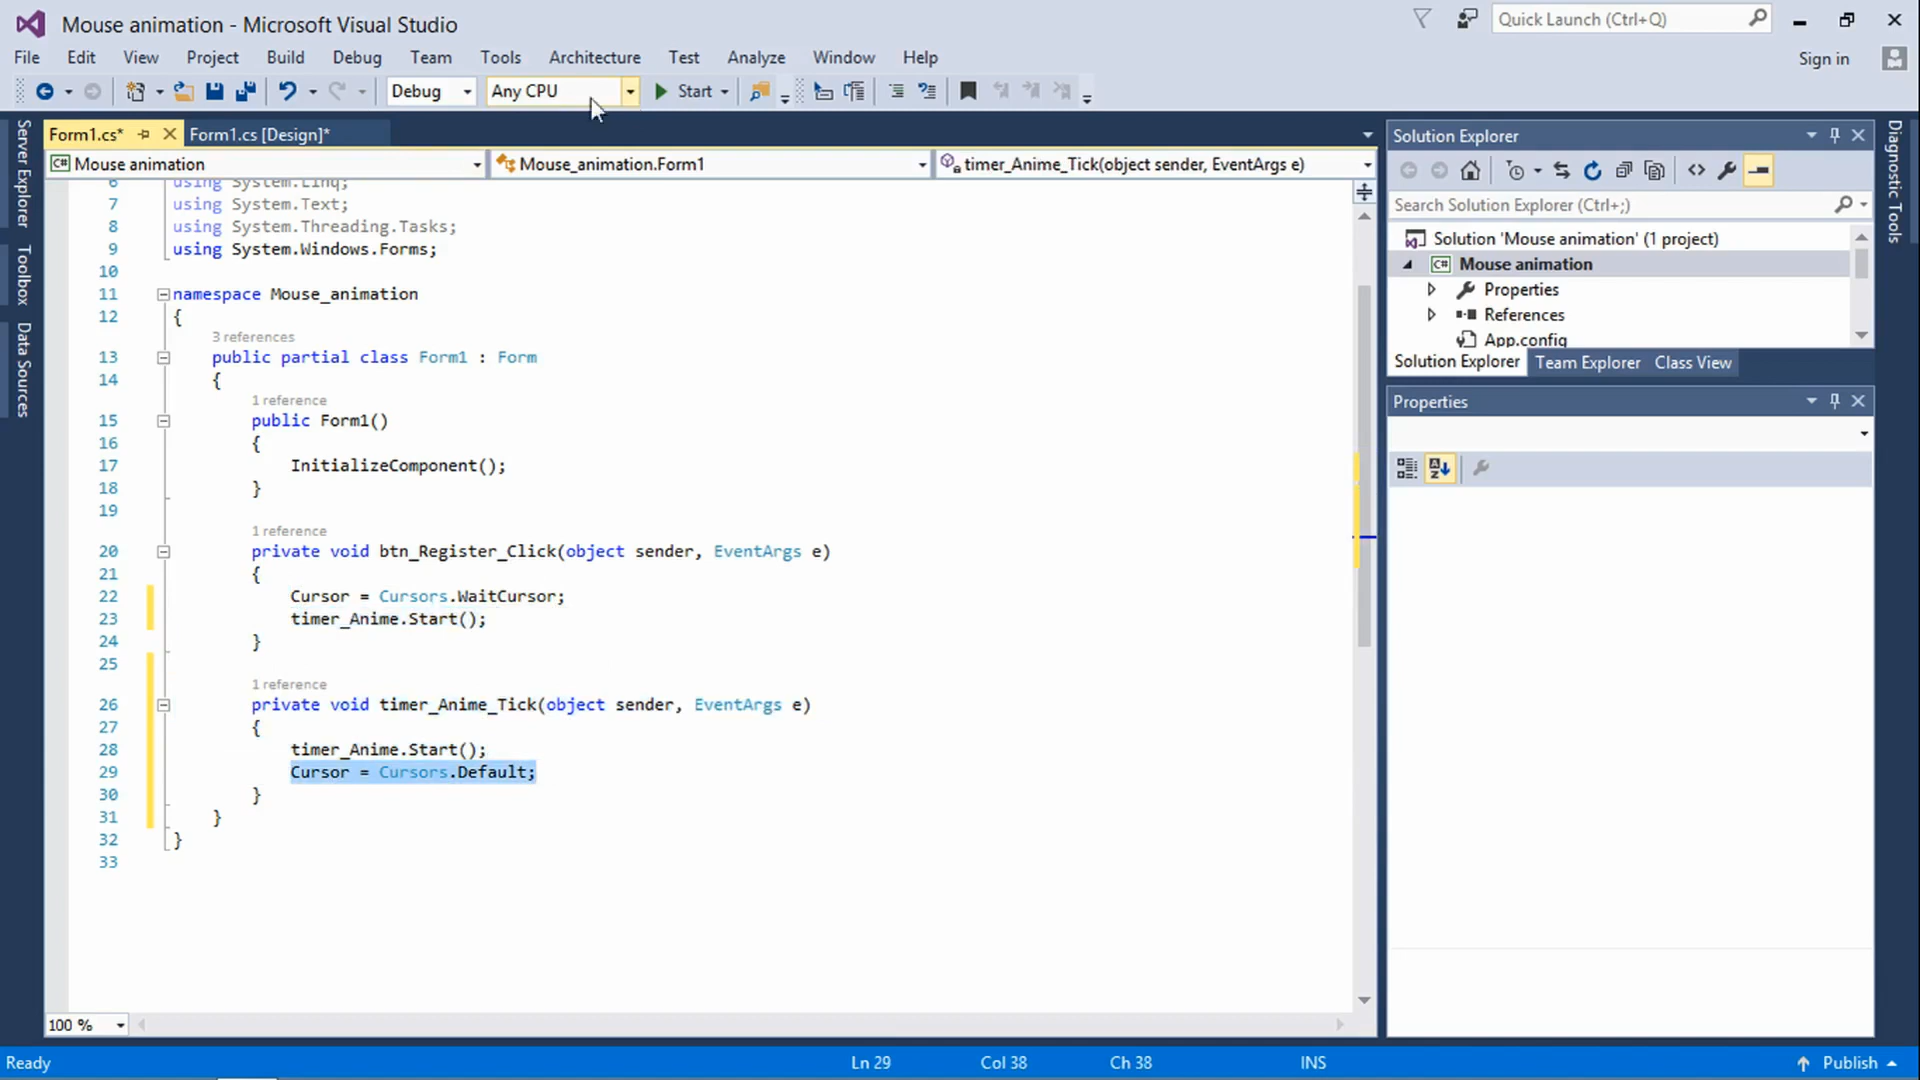 Mouse animation - Microsoft Visual Studio
Quick Launch (Ctrl+Q)
File Edit View Project Build Debug Team Tools Architecture Test Analyze Window Help
Sign in
Debug Any CPU Start
Server Explorer
Toolbox
Data Sources
Form1.cs* Form1.cs [Design]*
Mouse animation Mouse_animation.Form1 timer_Anime_Tick(object sender, EventArgs e)
6 using System.Linq;
7 using System.Text;
8 using System.Threading.Tasks;
9 using System.Windows.Forms;
10
11 namespace Mouse_animation
12 {
3 references
13 public partial class Form1 : Form
14 {
1 reference
15 public Form1()
16 {
17 InitializeComponent();
18 }
19
1 reference
20 private void btn_Register_Click(object sender, EventArgs e)
21 {
22 Cursor = Cursors.WaitCursor;
23 timer_Anime.Start();
24 }
25
1 reference
26 private void timer_Anime_Tick(object sender, EventArgs e)
27 {
28 timer_Anime.Start();
29 Cursor = Cursors.Default;
30 }
31 }
32 }
33
100 %
Solution Explorer
Search Solution Explorer (Ctrl+;)
Solution 'Mouse animation' (1 project)
C# Mouse animation
Properties
References
App.config
Solution Explorer Team Explorer Class View
Properties
Diagnostic Tools
Ready Ln 29 Col 38 Ch 38 INS Publish